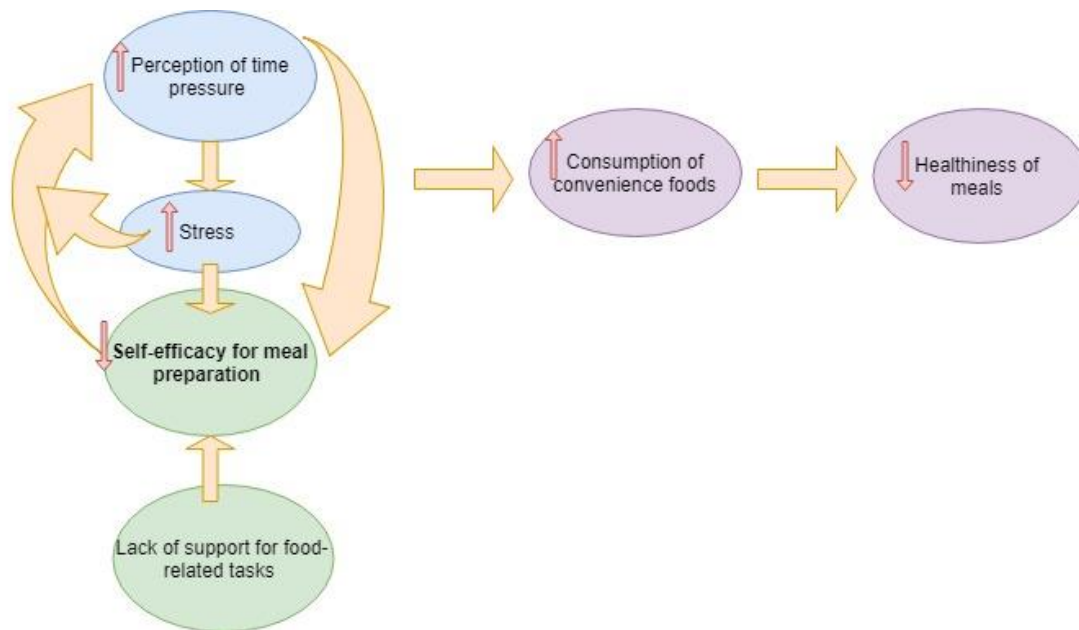 Perception of time
pressure
Consumption of
convenience foods
Healthiness of
meals
Stress
Self-efficacy for meal
preparation
Lack of support for food-
related tasks